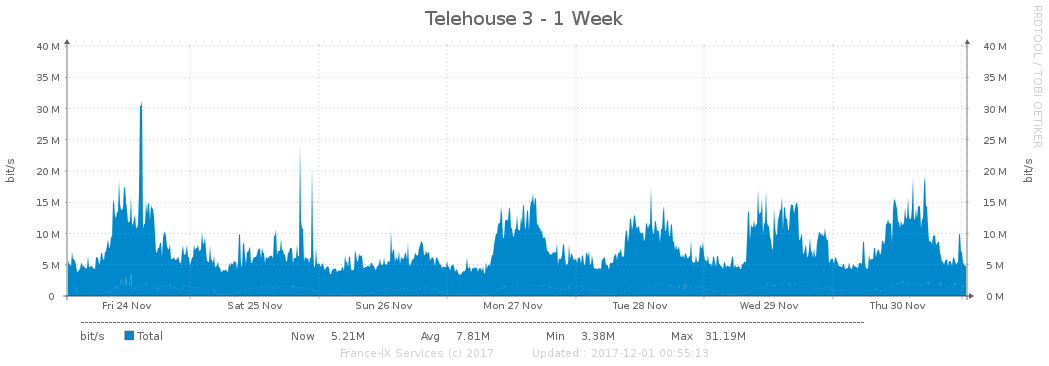 Telehouse 3 - 1 Week
RRDTOOL / TOBI OETIKER
bit/s
bit/s
40 M 40 M
35 M 35 M
30 M 30 M
25 M 25 M
20 M 20 M
15 M 15 M
10 M 10 M
5 M 5 M
0 0 M
Fri 24 Nov Sat 25 Nov Sun 26 Nov Mon 27 Nov Tue 28 Nov Wed 29 Nov Thu 30 Nov
bit/s Total Now 5.21M Avg 7.81M Min 3.38M Max 31.19M
France-IX Services (c) 2017 Updated : 2017-12-01 00:55:13